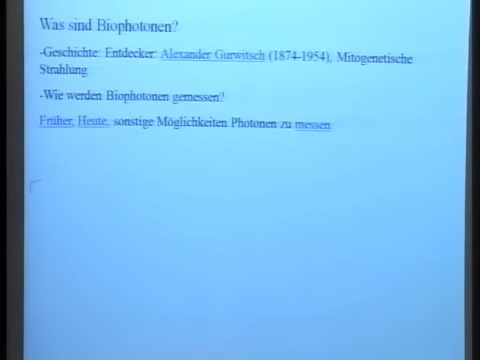 Was sind Biophotonen?
-Geschichte: Entdecker: Alexander Gurwitsch (1874-1954), Mitogenetische
Strahlung
-Wie werden Biophotonen gemessen?
Früher, Heute, sonstige Möglichkeiten Photonen zu messen